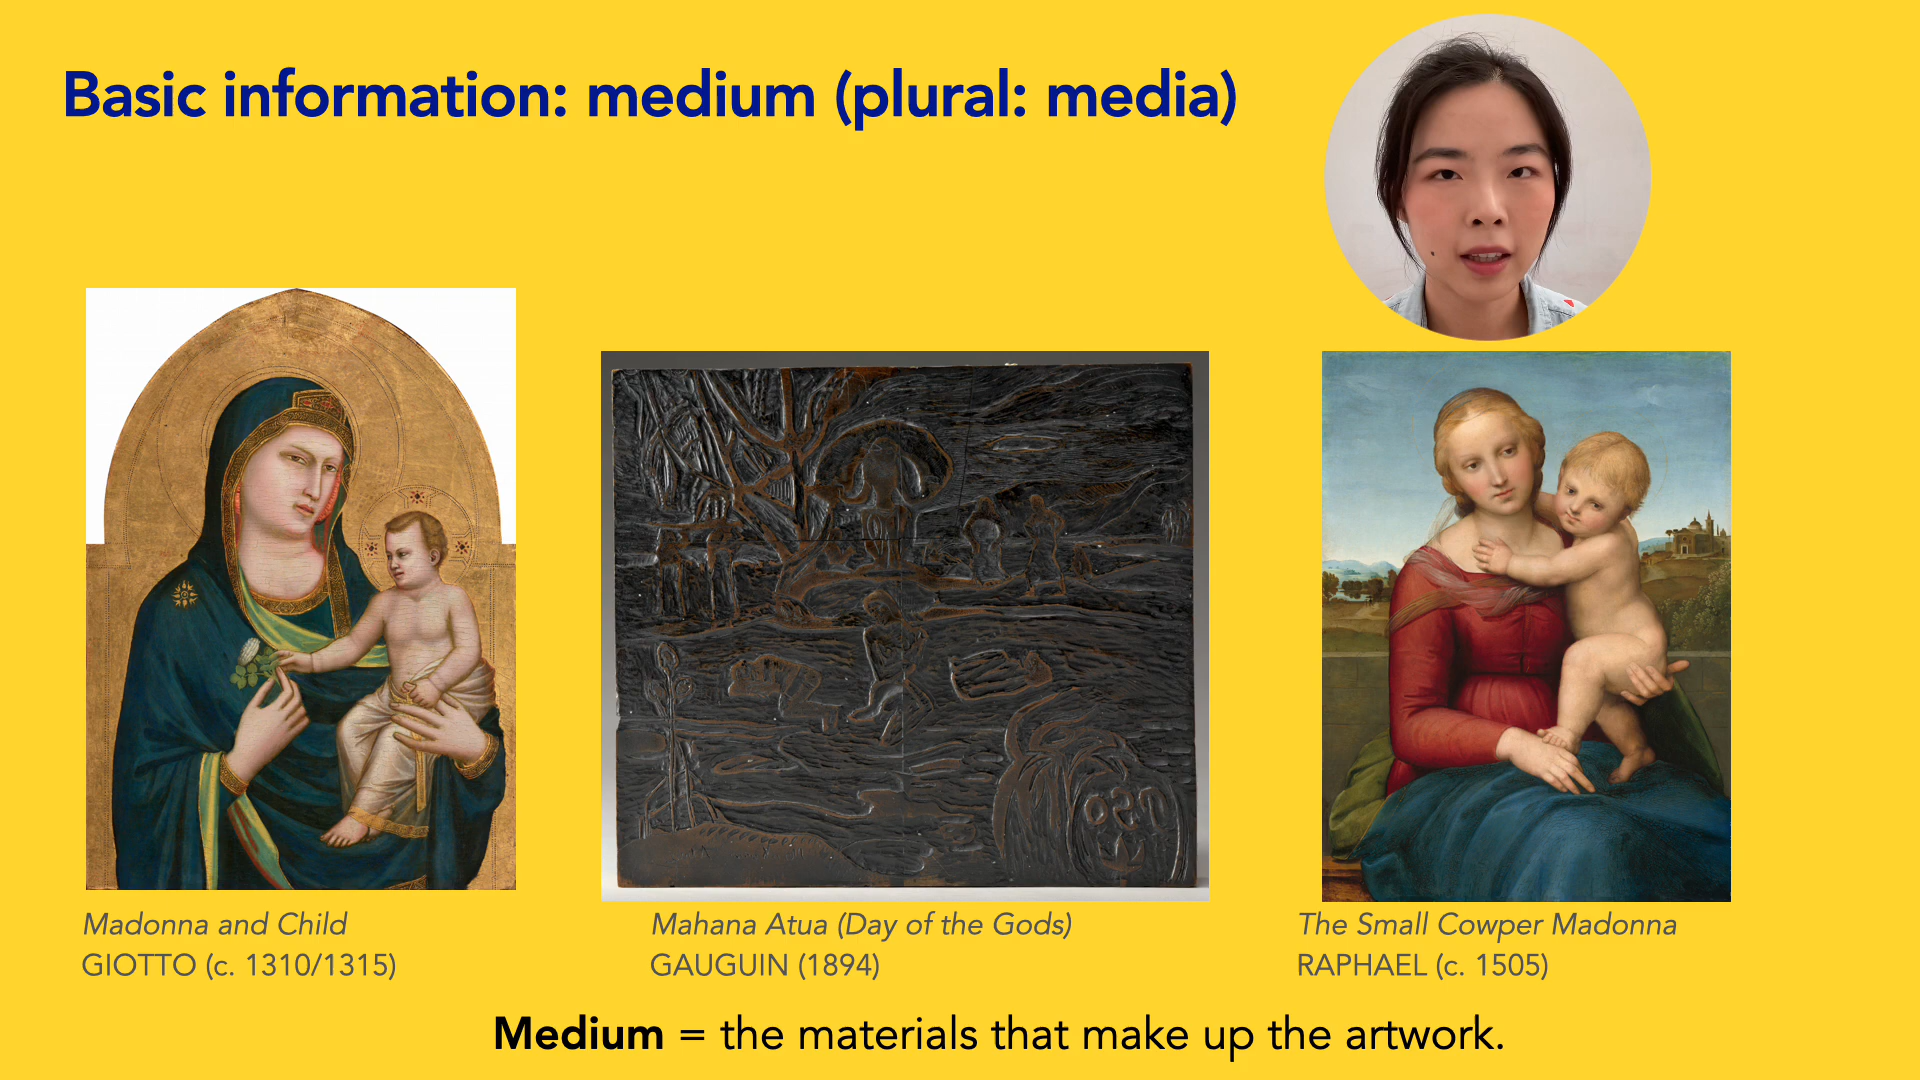 Basic information: medium (plural: media)
Madonna and Child
GIOTTO (c. 1310/1315)
Mahana Atua (Day of the Gods)
GAUGUIN (1894)
The Small Cowper Madonna
RAPHAEL (c. 1505)
Medium = the materials that make up the artwork.